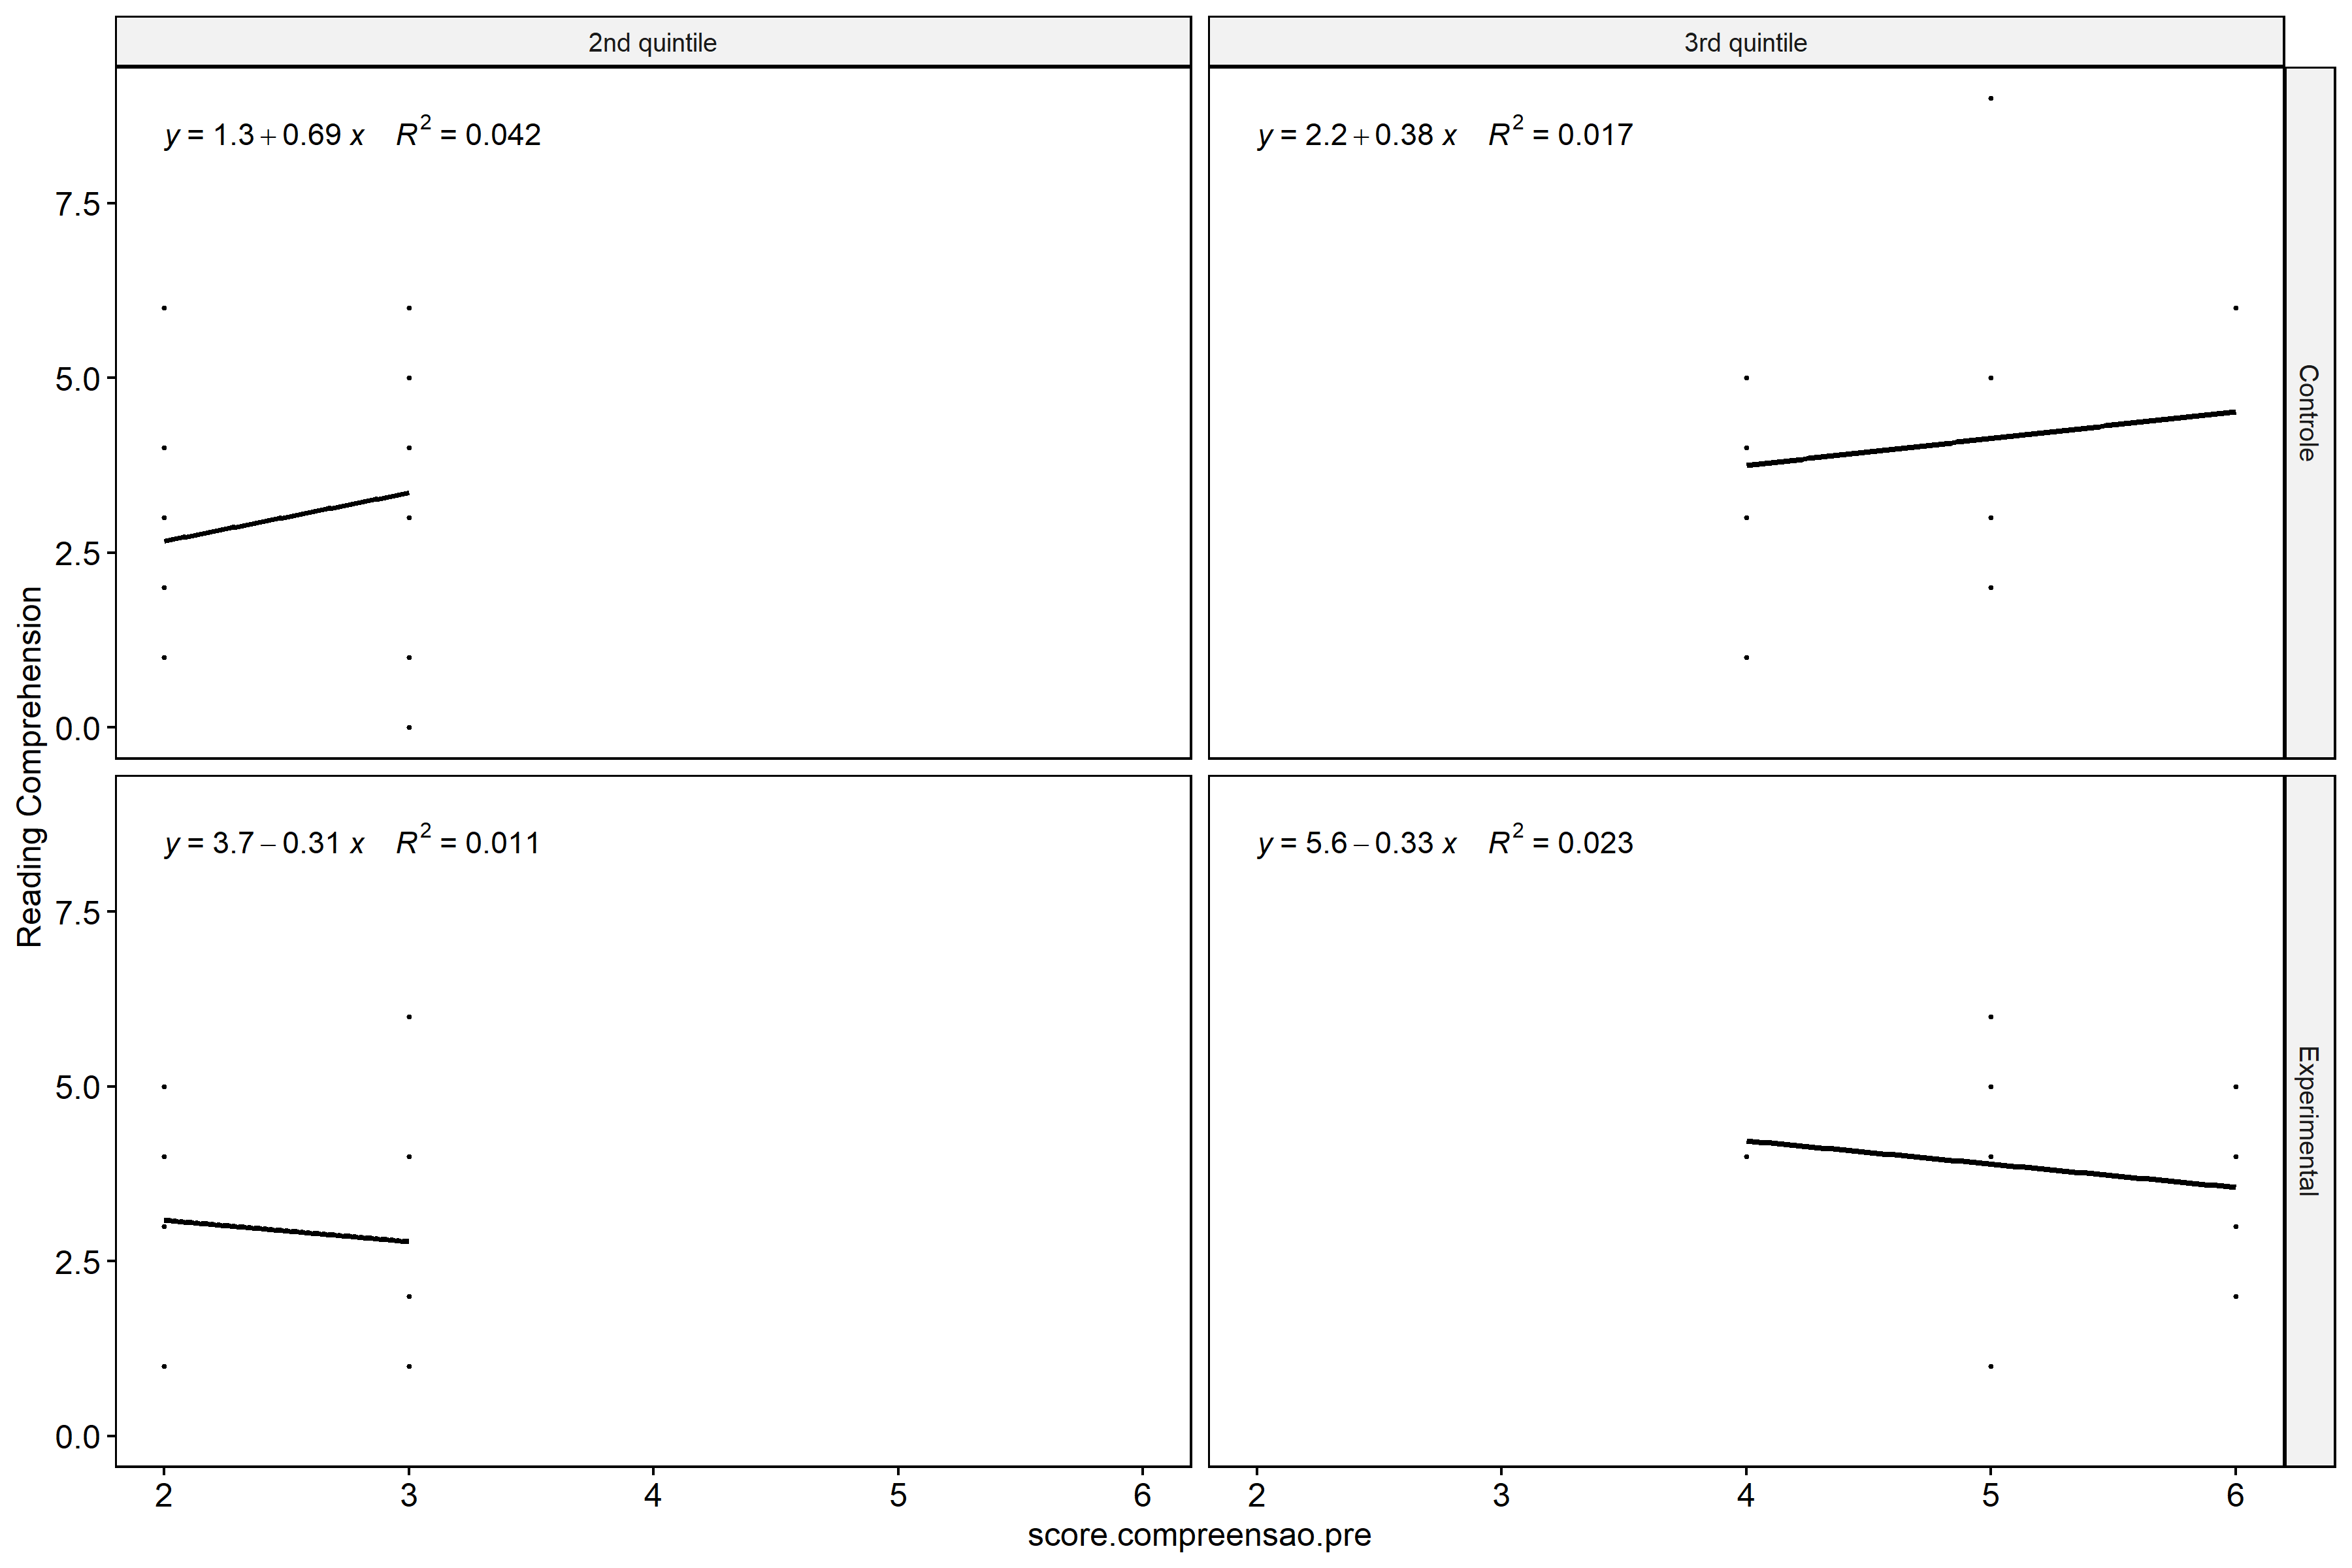 2nd quintile
3rd quintile
y = 1.3 + 0.69 x R² = 0.042
y = 2.2 + 0.38 x R² = 0.017
7.5
5.0
2.5
0.0
Controle
Reading Comprehension
y = 3.7 − 0.31 x R² = 0.011
y = 5.6 − 0.33 x R² = 0.023
7.5
5.0
2.5
0.0
Experimental
2 3 4 5 6
2 3 4 5 6
score.compreensao.pre